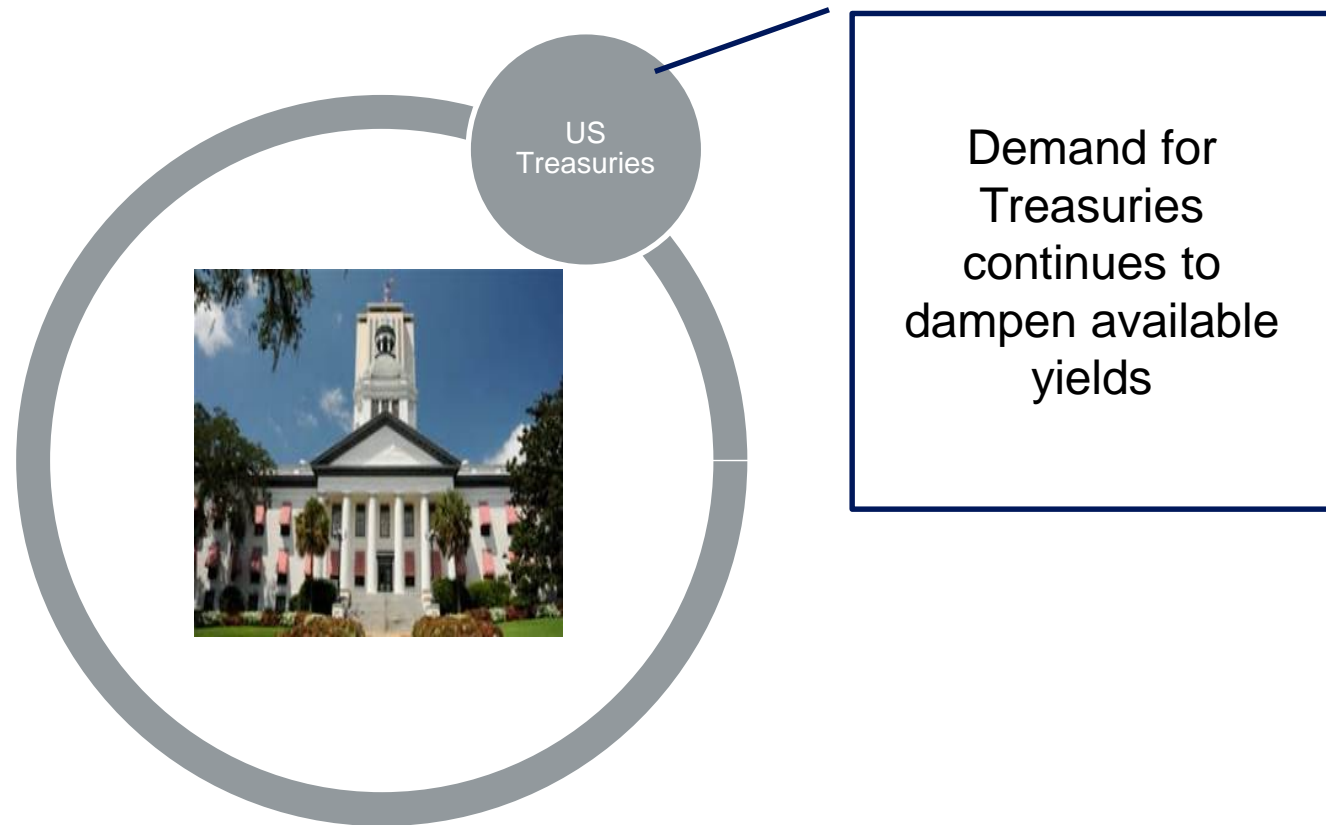 US
Treasuries
Demand for
Treasuries
continues to
dampen available
yields